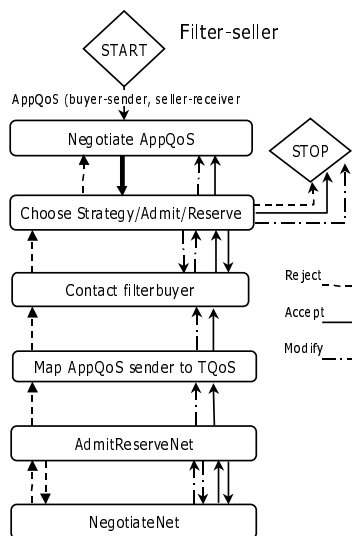 Filter-seller
START
AppQoS (buyer-sender, seller-receiver
Negotiate AppQoS
STOP
Choose Strategy/Admit/Reserve
Reject
Contact filterbuyer
Accept
Modify
Map AppQoS sender to TQoS
AdmitReserveNet
NegotiateNet